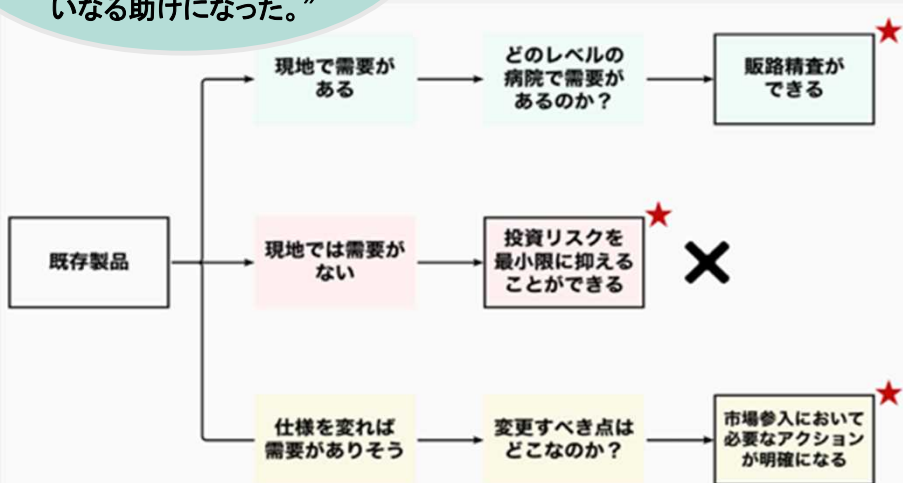 いなる助けになった。”
現地で需要が
ある
どのレベルの
病院で需要が
あるのか？
販路精査が
できる
既存製品
現地では需要が
ない
投資リスクを
最小限に抑える
ことができる
仕様を変れば
需要がありそう
変更すべき点は
どこなのか？
市場参入において
必要なアクション
が明確になる